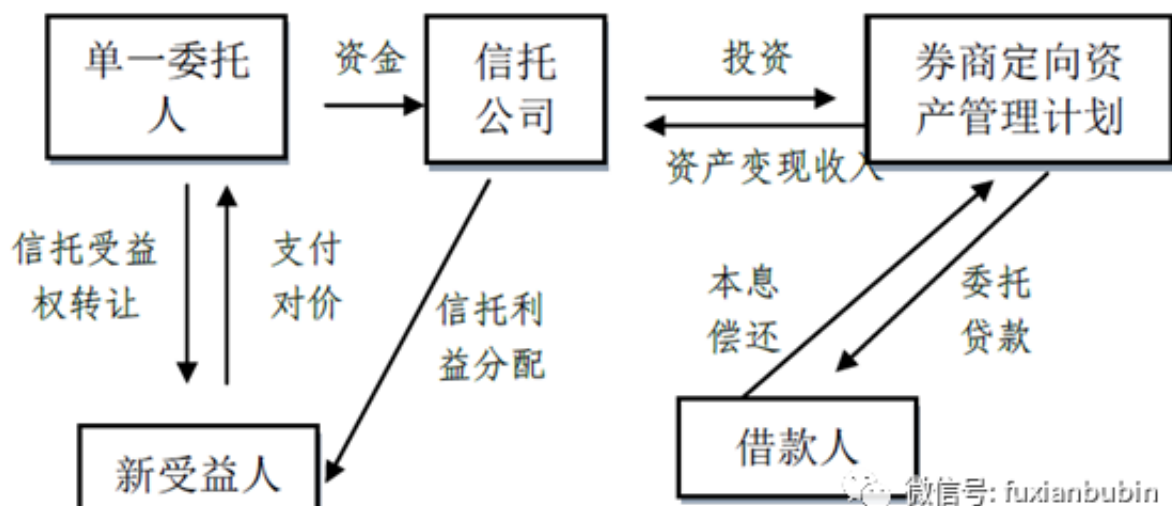 单一委托
人
资金
信托
公司
投资
资产变现收入
券商定向资
产管理计划
信托受益
权转让
支付
对价
信托利
益分配
本息
偿还
委托
贷款
新受益人
借款人
微信号: fuxianbubin